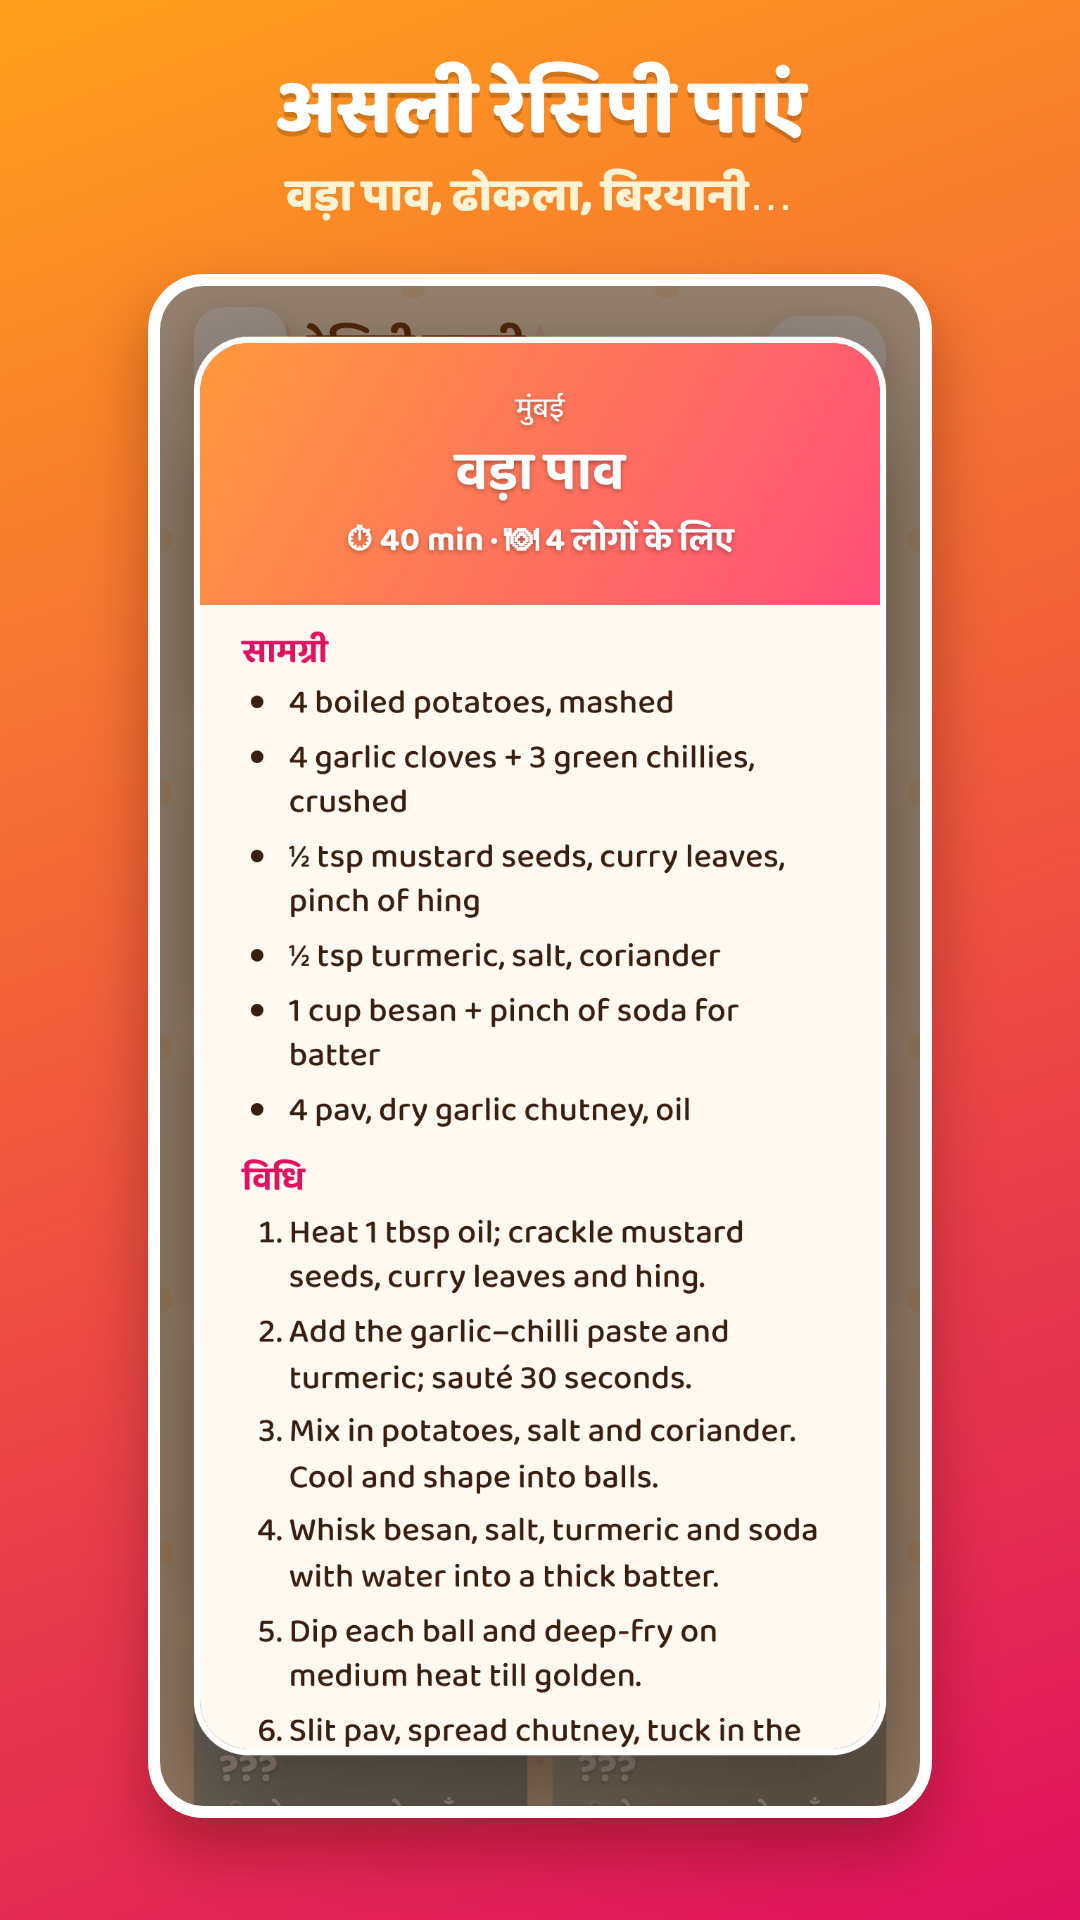 असली रेसिपी पाएं
वड़ा पाव, ढोकला, बिरयानी...
मुंबई
वड़ा पाव
⏱ 40 min · 🍽 4 लोगों के लिए
सामग्री
• 4 boiled potatoes, mashed
• 4 garlic cloves + 3 green chillies,
crushed
• ½ tsp mustard seeds, curry leaves,
pinch of hing
• ½ tsp turmeric, salt, coriander
• 1 cup besan + pinch of soda for
batter
• 4 pav, dry garlic chutney, oil
विधि
1. Heat 1 tbsp oil; crackle mustard
seeds, curry leaves and hing.
2. Add the garlic–chilli paste and
turmeric; sauté 30 seconds.
3. Mix in potatoes, salt and coriander.
Cool and shape into balls.
4. Whisk besan, salt, turmeric and soda
with water into a thick batter.
5. Dip each ball and deep-fry on
medium heat till golden.
6. Slit pav, spread chutney, tuck in the
??? ???